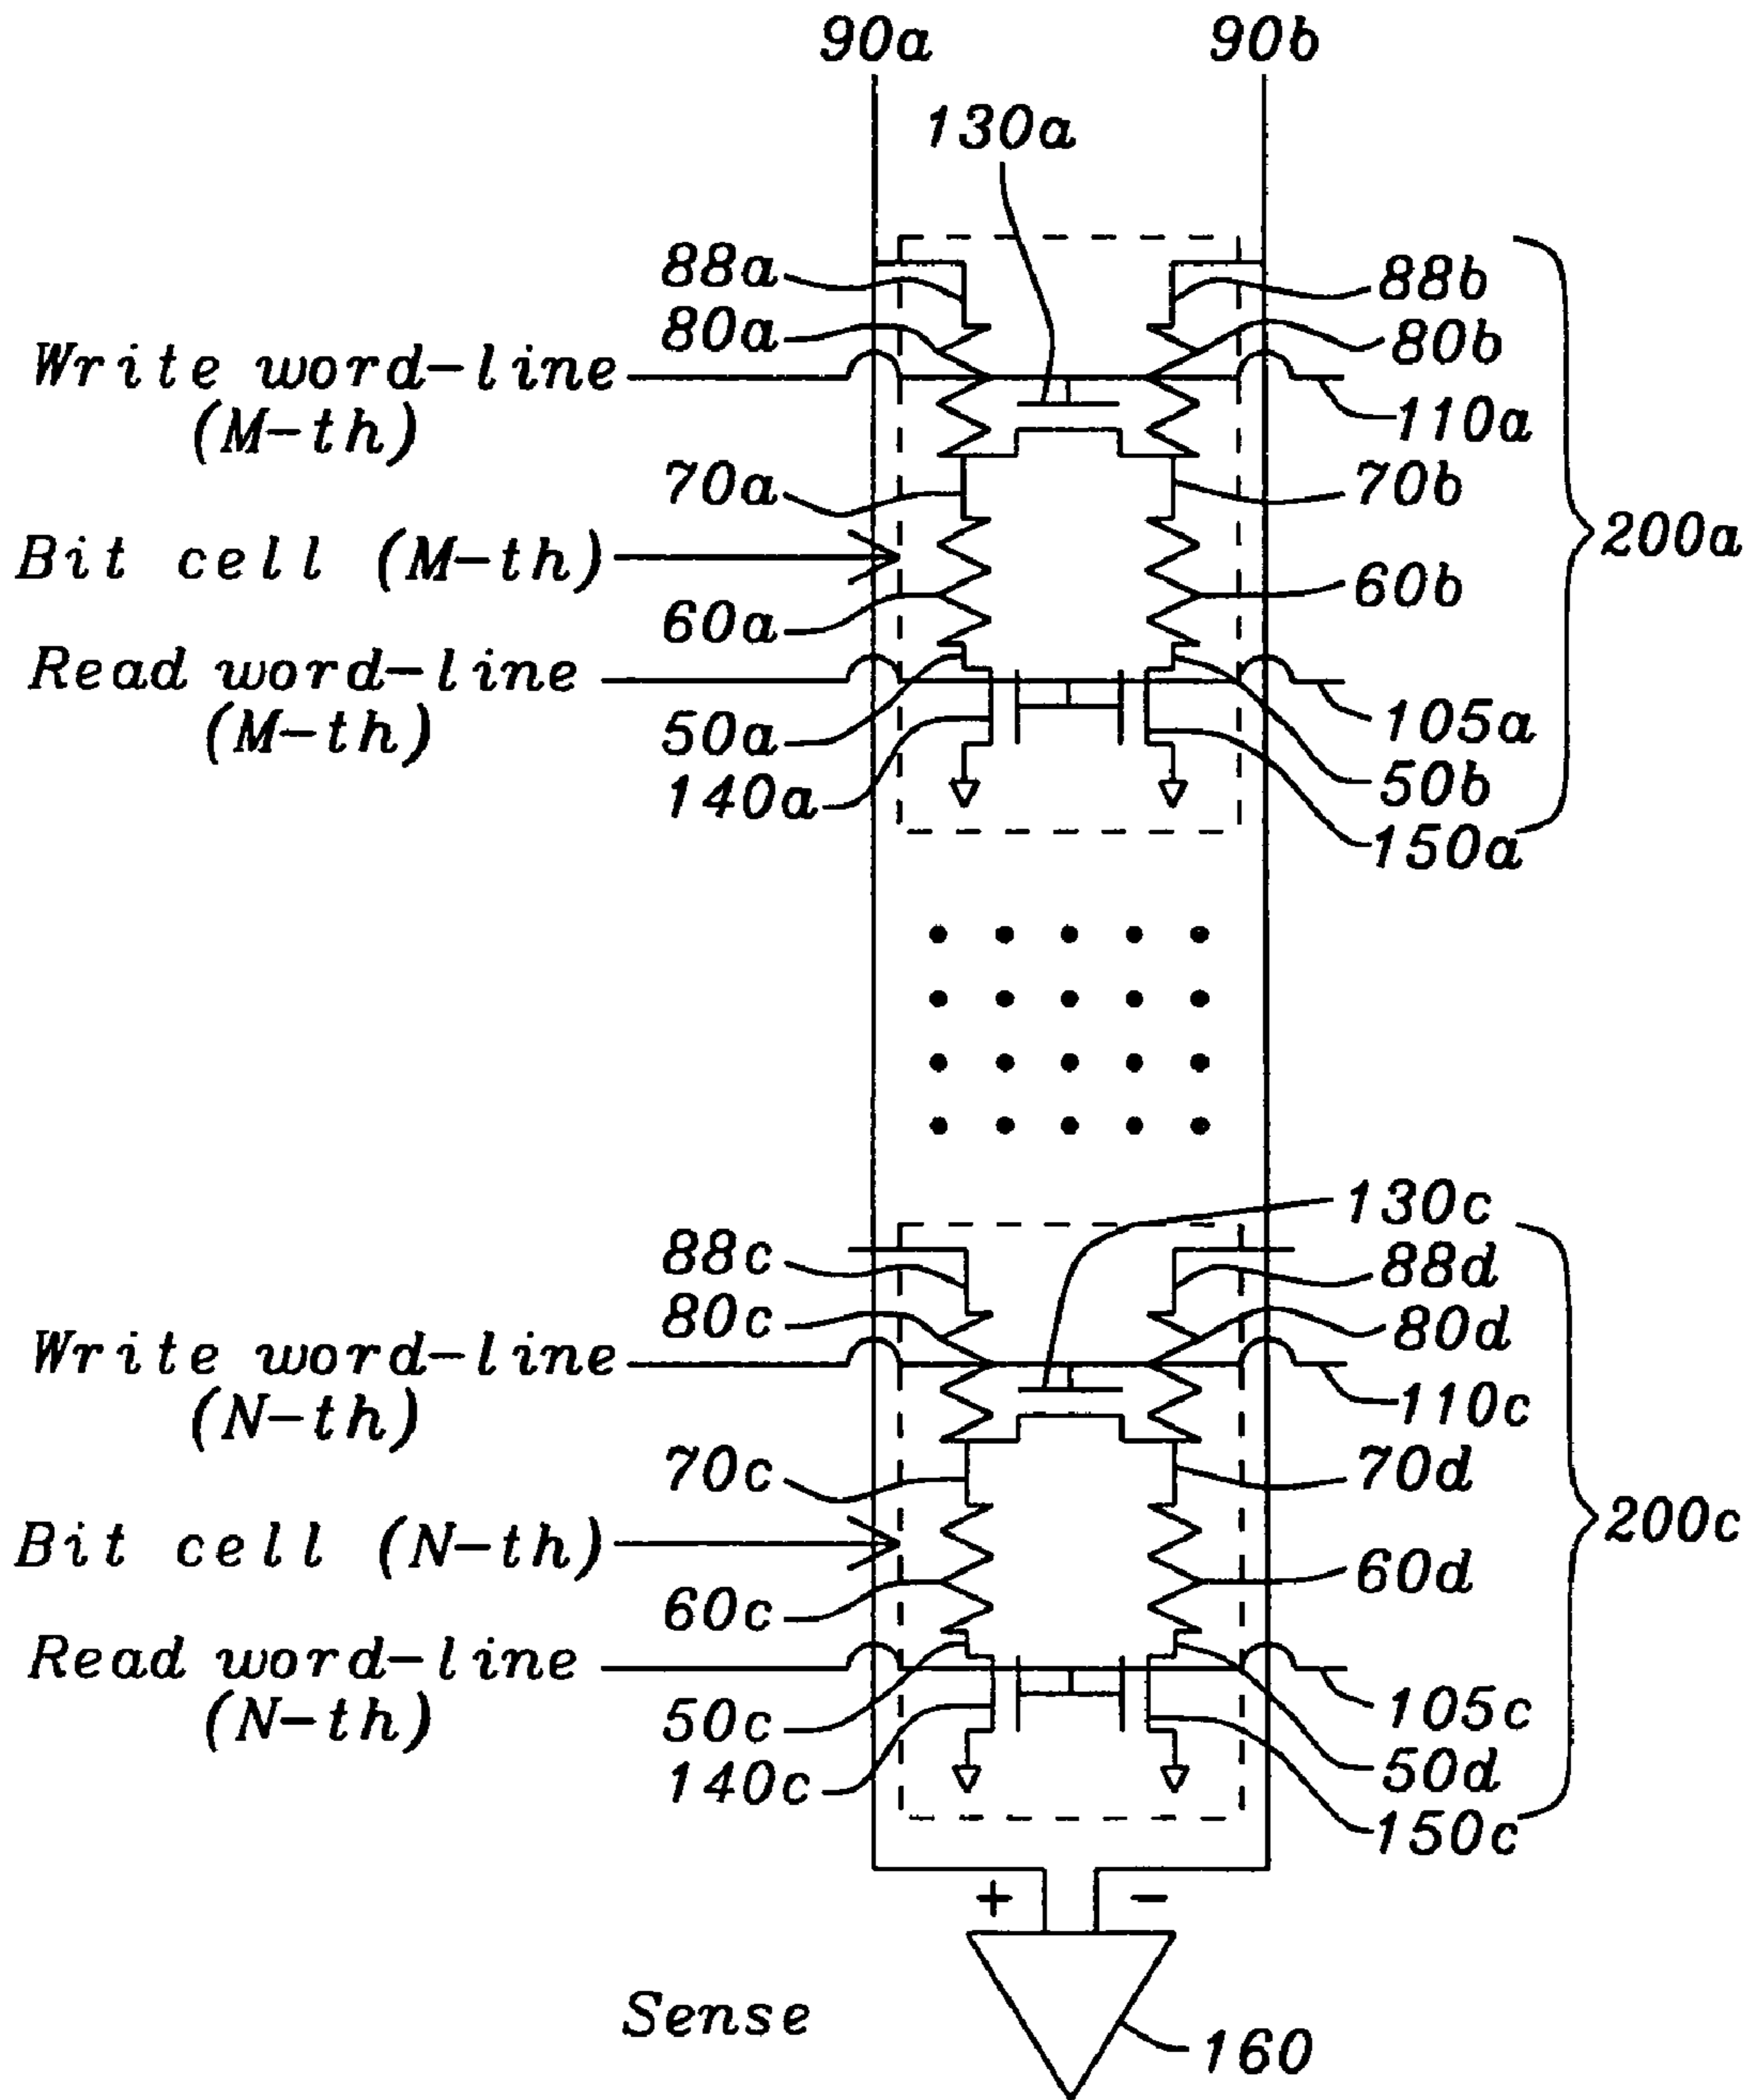 90a 90b
130a
88a 88b
80a 80b
Write word-line
(M-th)
110a
70a 70b
Bit cell (M-th)
200a
60a 60b
Read word-line
(M-th)
50a 105a
140a 50b
150a
130c
88c 88d
80c 80d
Write word-line
(N-th)
110c
70c 70d
Bit cell (N-th)
200c
60c 60d
Read word-line
(N-th)
50c 105c
140c 50d
150c
+ −
Sense
160